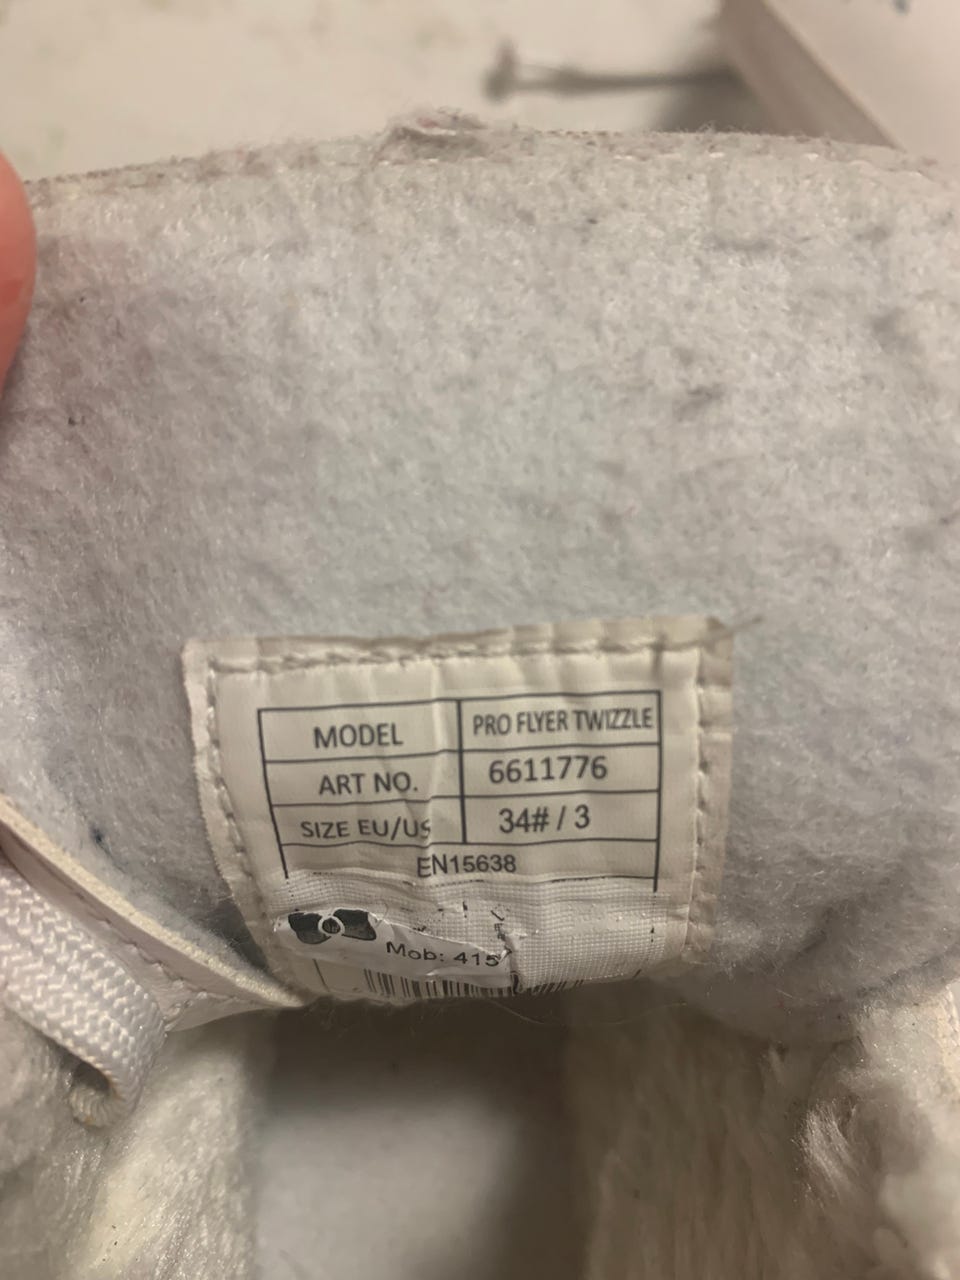 MODEL PRO FLYER TWIZZLE
ART NO. 6611776
SIZE EU/US 34# / 3
EN15638
Mob: 415